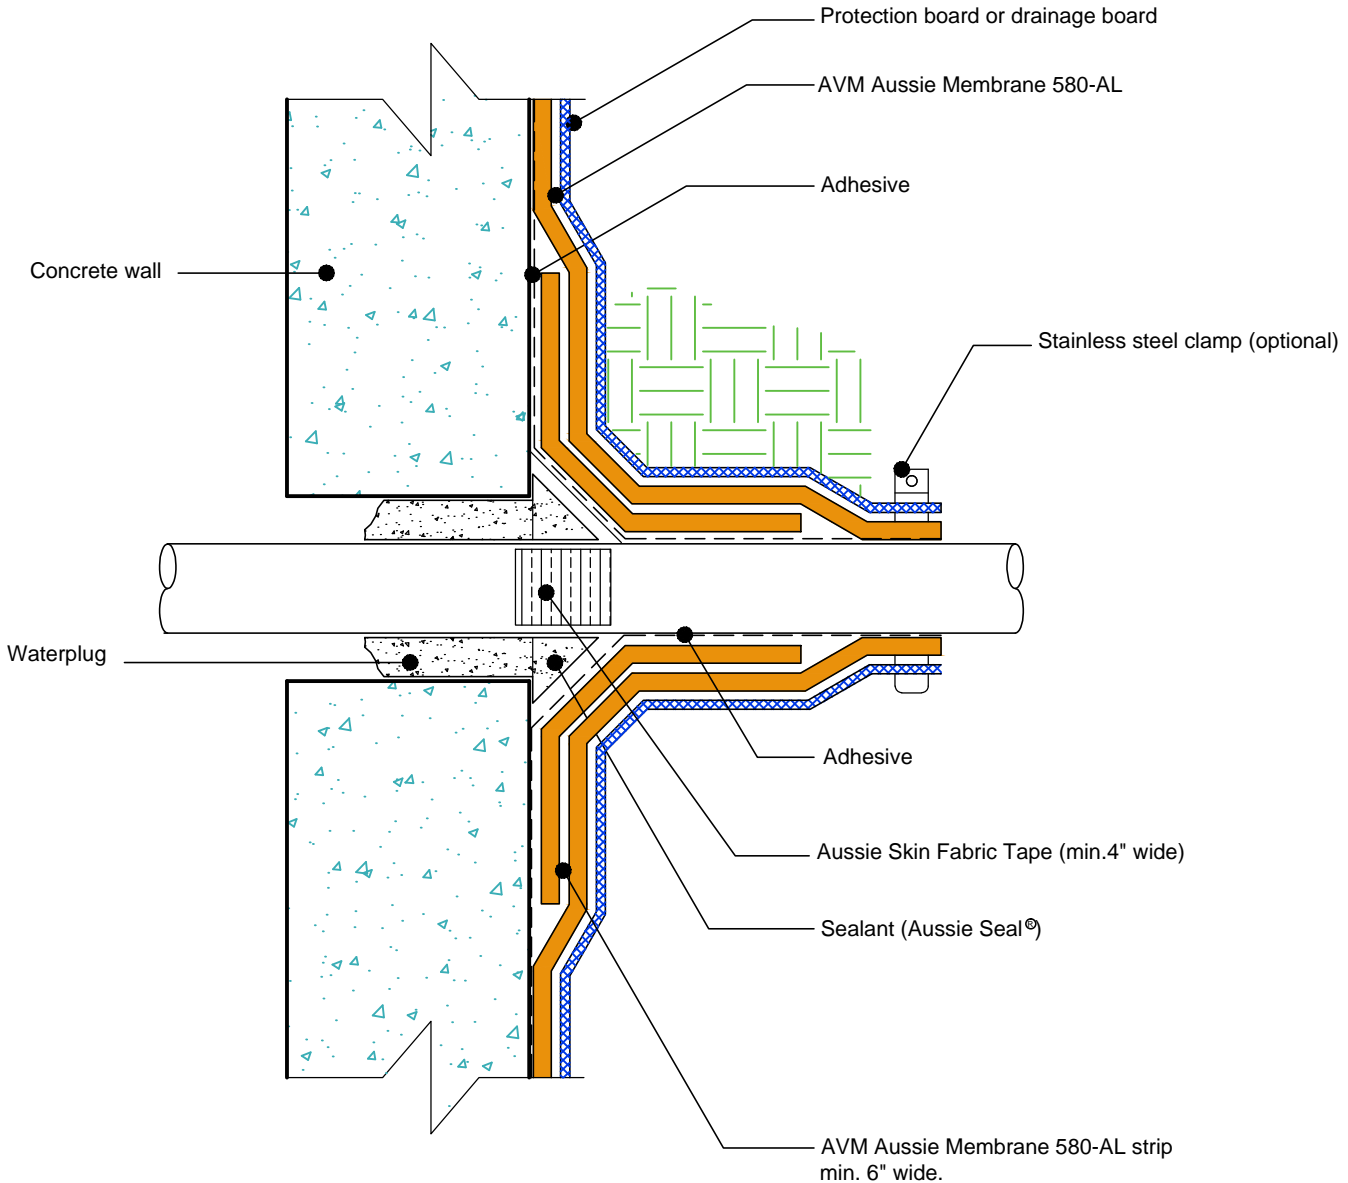 Protection board or drainage board
AVM Aussie Membrane 580-AL
Adhesive
Concrete wall
Stainless steel clamp (optional)
Waterplug
Adhesive
Aussie Skin Fabric Tape (min.4" wide)
Sealant (Aussie Seal®)
AVM Aussie Membrane 580-AL strip
min. 6" wide.